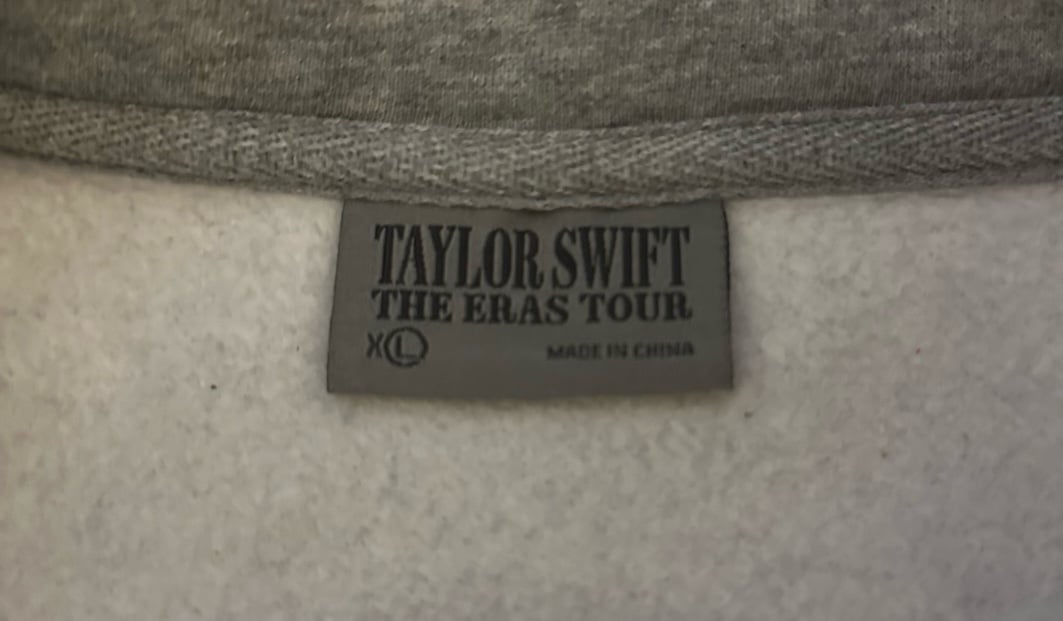 TAYLOR SWIFT
THE ERAS TOUR
XⓁ MADE IN CHINA